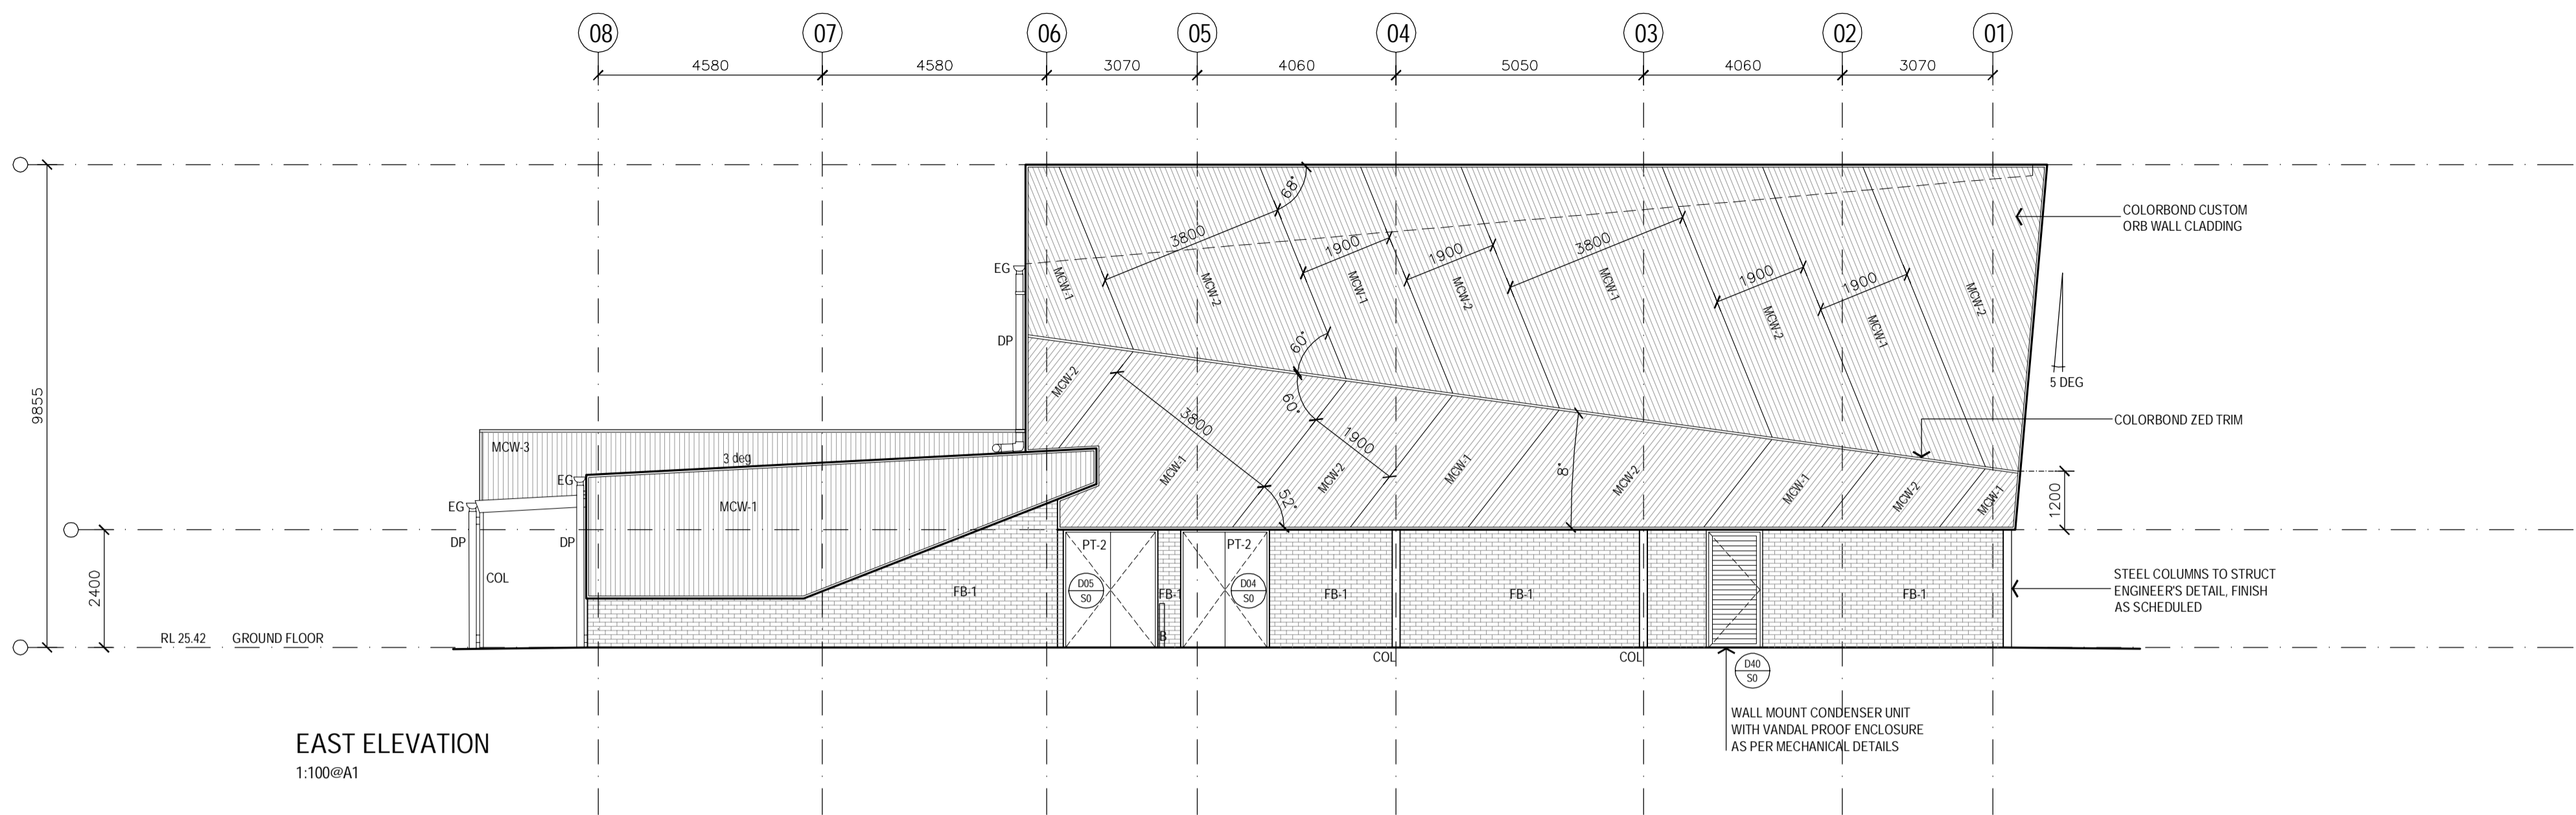 08 07 06 05 04 03 02 01
4580 4580 3070 4060 5050 4060 3070
68°
COLORBOND CUSTOM
ORB WALL CLADDING
3800 1900 1900 3800 1900 1900
EG
MCW-1 MCW-2 MCW-1 MCW-2 MCW-1 MCW-2 MCW-1 MCW-2
DP
60°
5 DEG
9855
MCW-2
60°
3800 1900
8°
COLORBOND ZED TRIM
MCW-3
3 deg
MCW-1 MCW-2 MCW-1 MCW-2 MCW-1 MCW-2 MCW-1
EG
52°
1200
EG
MCW-1
DP DP
PT-2 PT-2
COL
2400
D05
S0
D04
S0
STEEL COLUMNS TO STRUCT
ENGINEER'S DETAIL, FINISH
AS SCHEDULED
FB-1 FB-1 FB-1 FB-1 FB-1
B
RL 25.42 GROUND FLOOR
COL COL
D40
S0
WALL MOUNT CONDENSER UNIT
WITH VANDAL PROOF ENCLOSURE
AS PER MECHANICAL DETAILS
EAST ELEVATION
1:100@A1